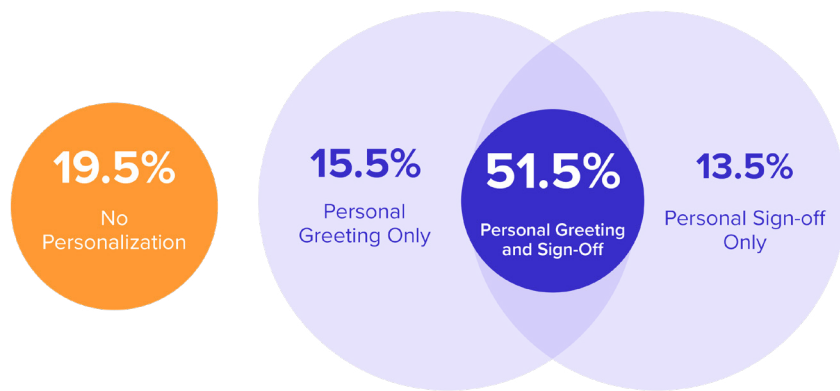 19.5%
No
Personalization
15.5%
Personal
Greeting Only
51.5%
Personal Greeting
and Sign-Off
13.5%
Personal Sign-off
Only